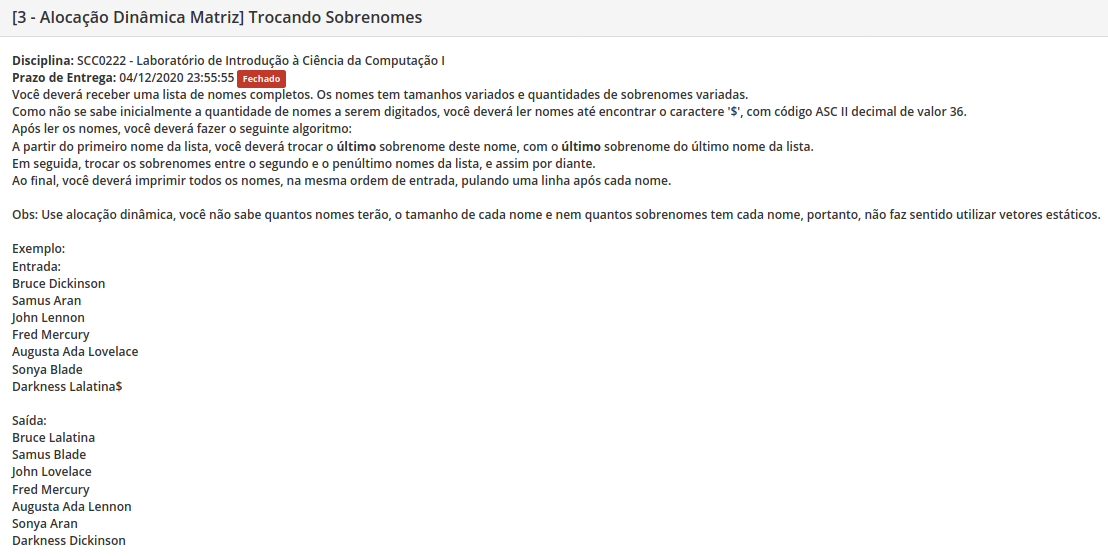 [3 - Alocação Dinâmica Matriz] Trocando Sobrenomes
Disciplina: SCC0222 - Laboratório de Introdução à Ciência da Computação I
Prazo de Entrega: 04/12/2020 23:55:55 Fechado
Você deverá receber uma lista de nomes completos. Os nomes tem tamanhos variados e quantidades de sobrenomes variadas.
Como não se sabe inicialmente a quantidade de nomes a serem digitados, você deverá ler nomes até encontrar o caractere '$', com código ASC II decimal de valor 36.
Após ler os nomes, você deverá fazer o seguinte algoritmo:
A partir do primeiro nome da lista, você deverá trocar o último sobrenome deste nome, com o último sobrenome do último nome da lista.
Em seguida, trocar os sobrenomes entre o segundo e o penúltimo nomes da lista, e assim por diante.
Ao final, você deverá imprimir todos os nomes, na mesma ordem de entrada, pulando uma linha após cada nome.
Obs: Use alocação dinâmica, você não sabe quantos nomes terão, o tamanho de cada nome e nem quantos sobrenomes tem cada nome, portanto, não faz sentido utilizar vetores estáticos.
Exemplo:
Entrada:
Bruce Dickinson
Samus Aran
John Lennon
Fred Mercury
Augusta Ada Lovelace
Sonya Blade
Darkness Lalatina$
Saída:
Bruce Lalatina
Samus Blade
John Lovelace
Fred Mercury
Augusta Ada Lennon
Sonya Aran
Darkness Dickinson